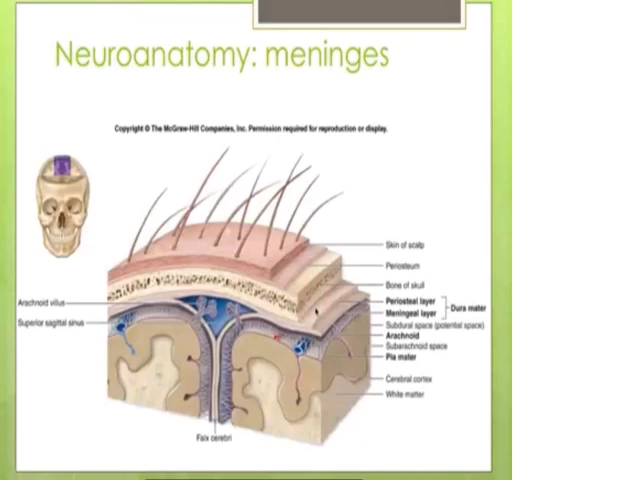 Neuroanatomy: meninges
Copyright © The McGraw-Hill Companies, Inc. Permission required for reproduction or display.
Skin of scalp
Periosteum
Bone of skull
Arachnoid villus
Periosteal layer
Dura mater
Meningeal layer
Superior sagittal sinus
Subdural space (potential space)
Arachnoid
Subarachnoid space
Pia mater
Cerebral cortex
White matter
Falx cerebri